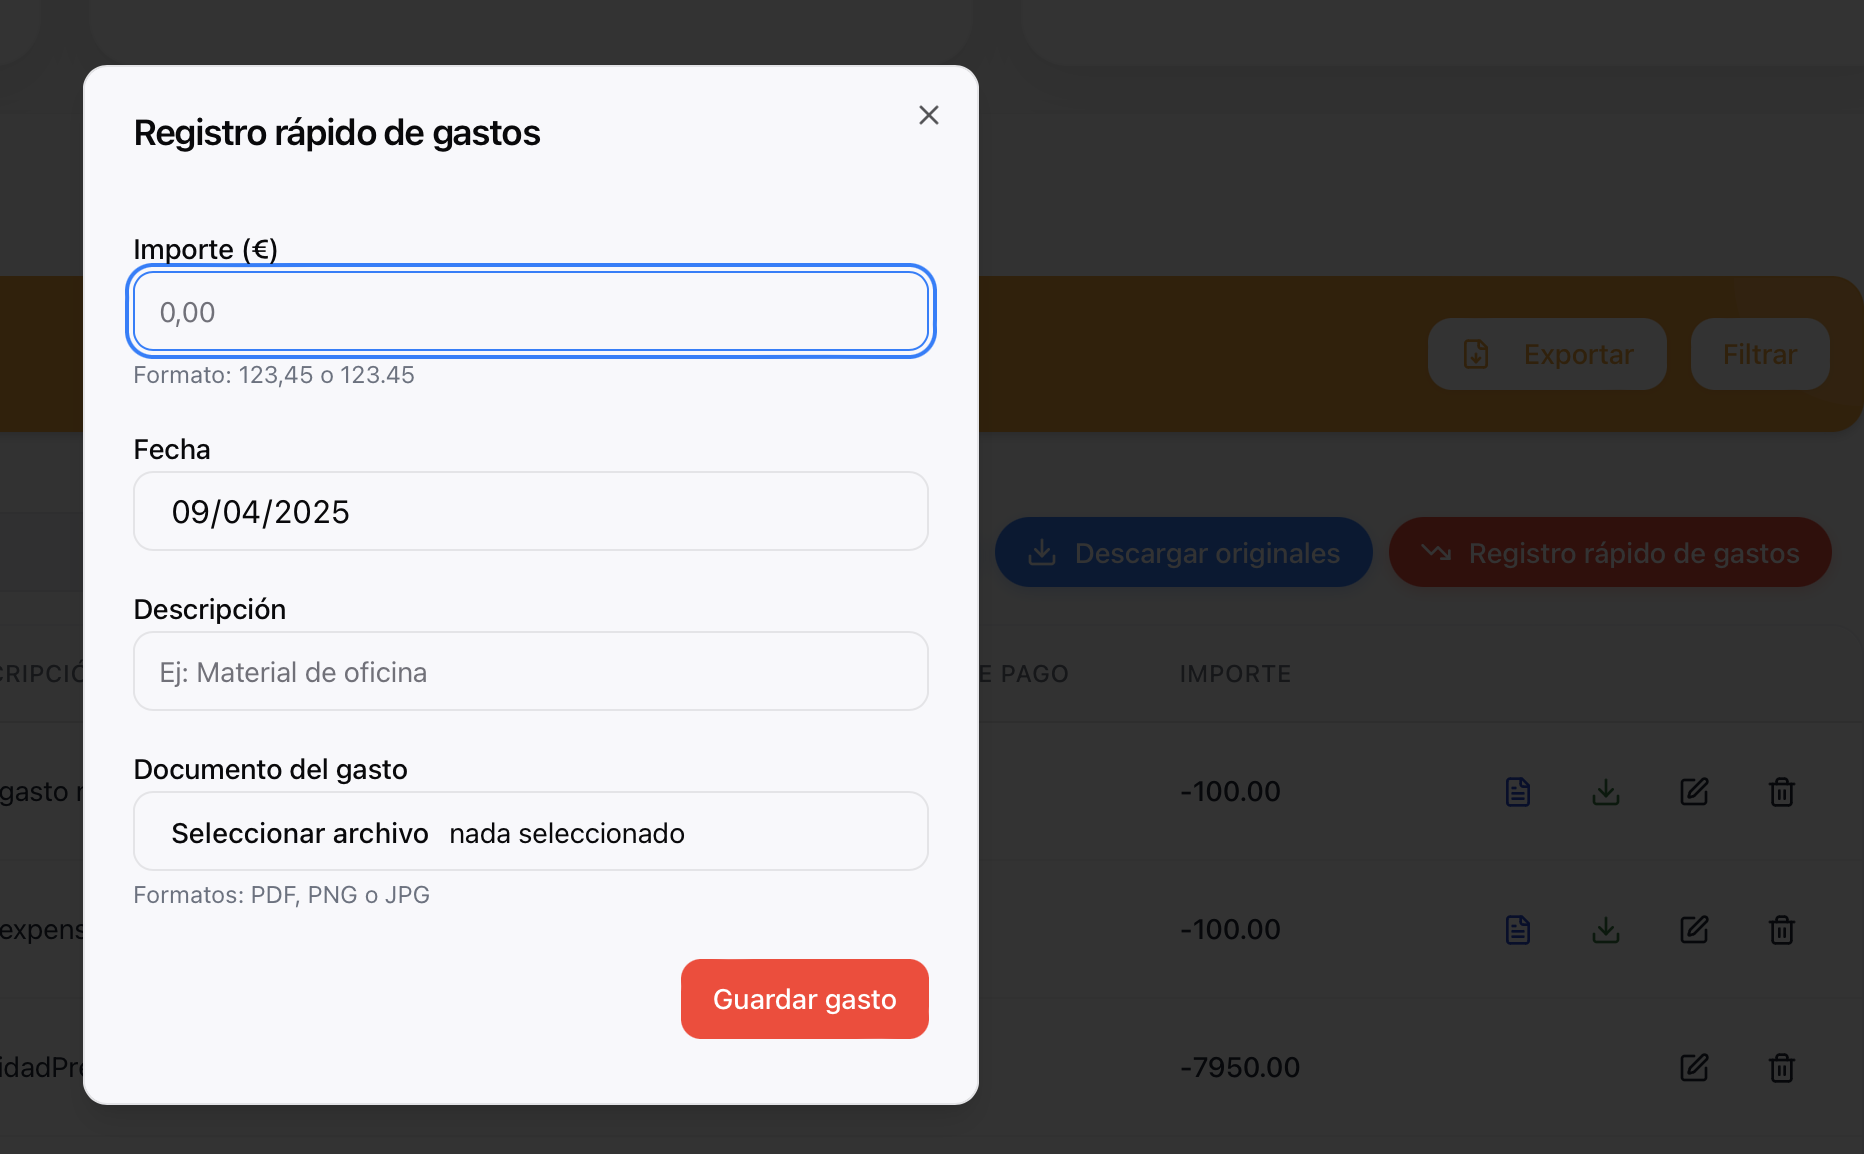 Registro rápido de gastos
Importe (€)
0,00
Formato: 123,45 o 123.45
Fecha
09/04/2025
Descripción
Ej: Material de oficina
Documento del gasto
Seleccionar archivo nada seleccionado
Formatos: PDF, PNG o JPG
Guardar gasto
Exportar
Filtrar
Descargar originales
Registro rápido de gastos
CRIPCIÓ
E PAGO
IMPORTE
gasto
-100.00
expens
-100.00
idadPre
-7950.00